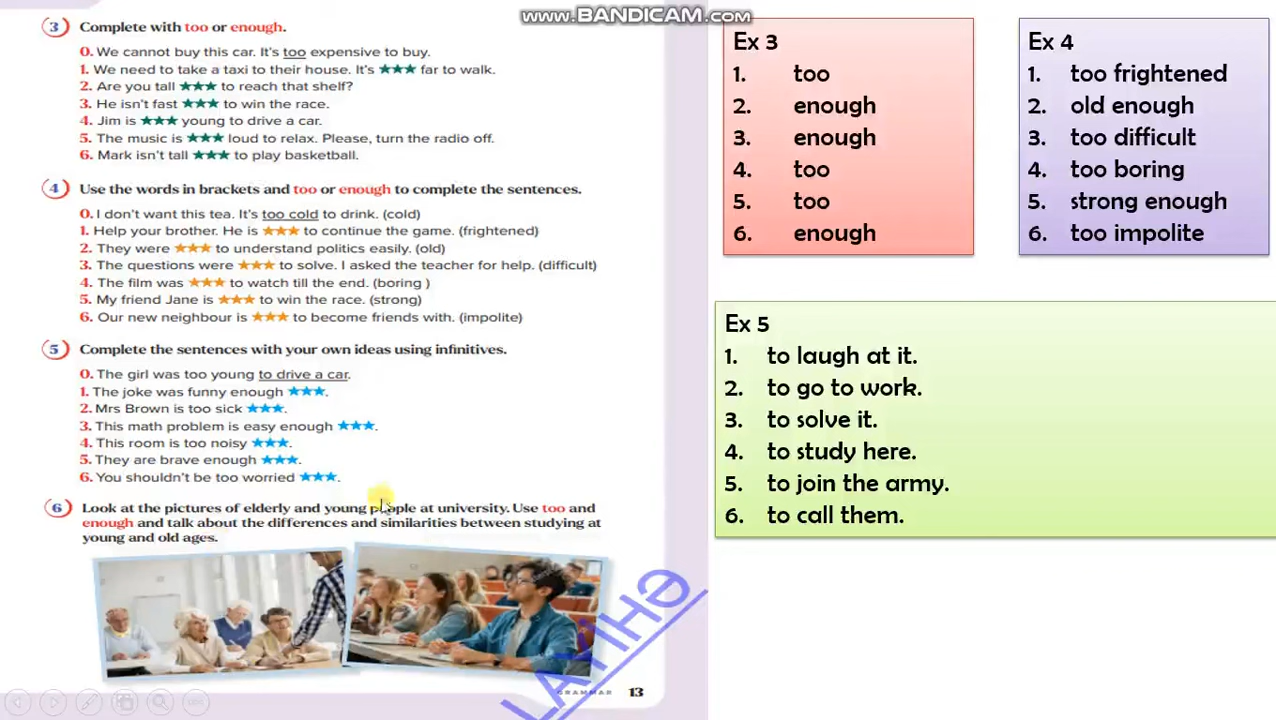 www.BANDICAM.com
3 Complete with too or enough.
0. We cannot buy this car. It's too expensive to buy.
1. We need to take a taxi to their house. It's ★★★ far to walk.
2. Are you tall ★★★ to reach that shelf?
3. He isn't fast ★★★ to win the race.
4. Jim is ★★★ young to drive a car.
5. The music is ★★★ loud to relax. Please, turn the radio off.
6. Mark isn't tall ★★★ to play basketball.
4 Use the words in brackets and too or enough to complete the sentences.
0. I don't want this tea. It's too cold to drink. (cold)
1. Help your brother. He is ★★★ to continue the game. (frightened)
2. They were ★★★ to understand politics easily. (old)
3. The questions were ★★★ to solve. I asked the teacher for help. (difficult)
4. The film was ★★★ to watch till the end. (boring )
5. My friend Jane is ★★★ to win the race. (strong)
6. Our new neighbour is ★★★ to become friends with. (impolite)
5 Complete the sentences with your own ideas using infinitives.
0. The girl was too young to drive a car.
1. The joke was funny enough ★★★.
2. Mrs Brown is too sick ★★★.
3. This math problem is easy enough ★★★.
4. This room is too noisy ★★★.
5. They are brave enough ★★★.
6. You shouldn't be too worried ★★★.
6 Look at the pictures of elderly and young people at university. Use too and
enough and talk about the differences and similarities between studying at
young and old ages.
LAYİHƏ
GRAMMAR 13
Ex 3
1. too
2. enough
3. enough
4. too
5. too
6. enough
Ex 4
1. too frightened
2. old enough
3. too difficult
4. too boring
5. strong enough
6. too impolite
Ex 5
1. to laugh at it.
2. to go to work.
3. to solve it.
4. to study here.
5. to join the army.
6. to call them.